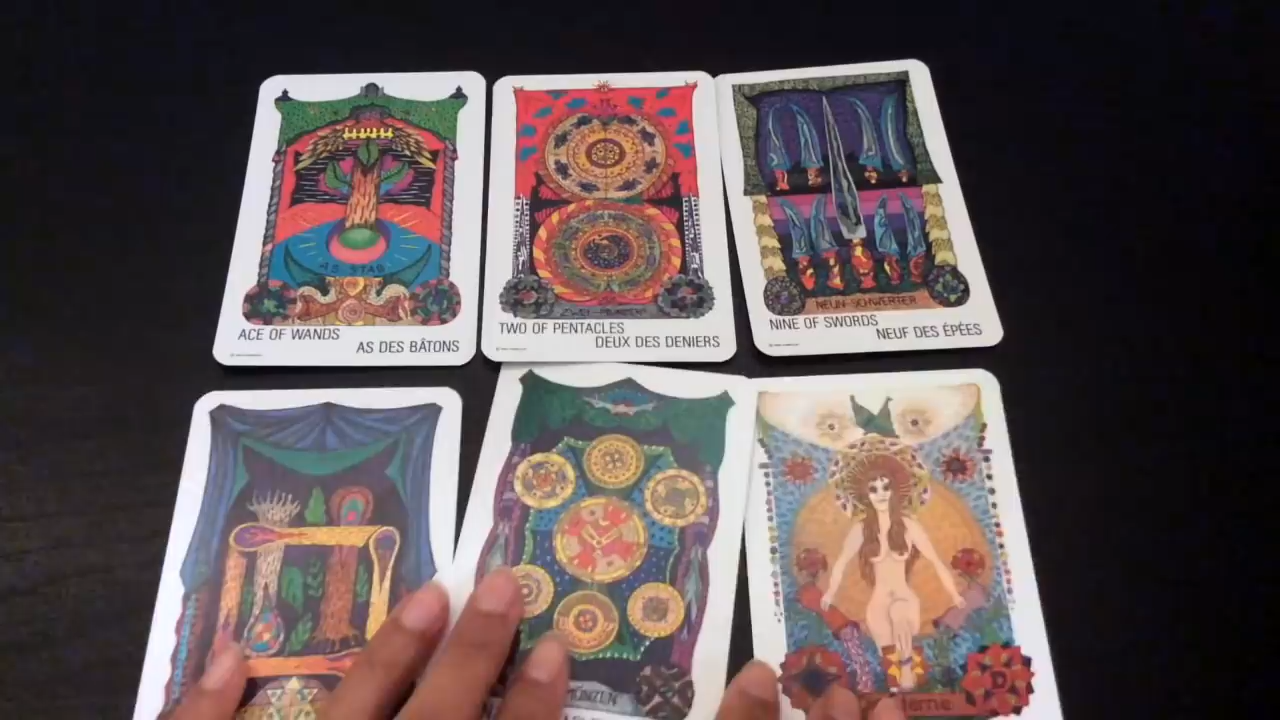 AS STAB
ACE OF WANDS
AS DES BÂTONS
TWO OF PENTACLES
DEUX DES DENIERS
NEUN-SCHWERTER
NINE OF SWORDS
NEUF DES ÉPÉES
MÜNZEN
D